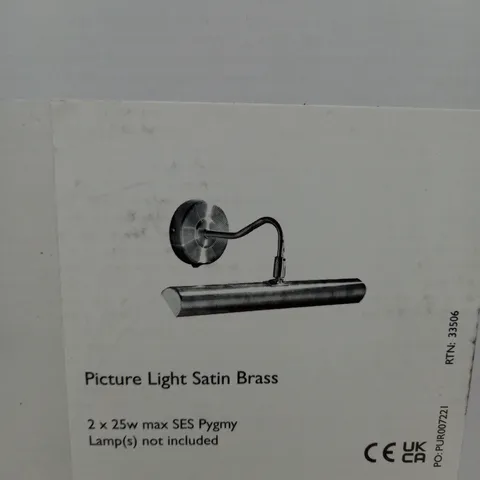 Picture Light Satin Brass
2 x 25w max SES Pygmy
Lamp(s) not included
CE UK CA
PO: PUR007221
RTN: 33506